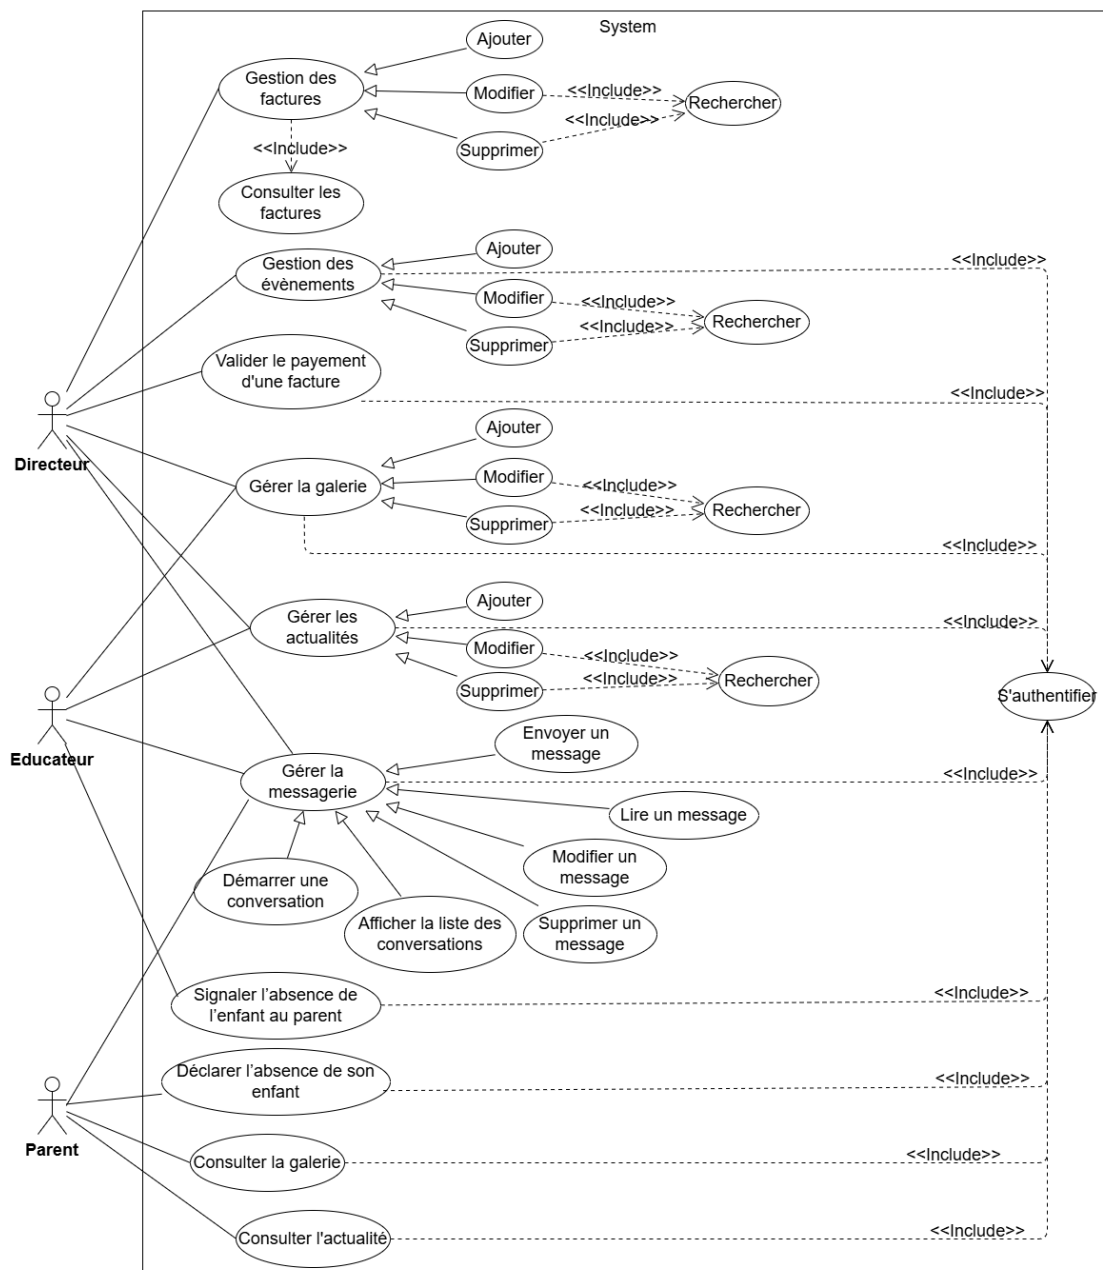 System
Ajouter
Gestion des
factures
Modifier
<<Include>>
Rechercher
<<Include>>
Supprimer
<<Include>>
Consulter les
factures
Ajouter
Gestion des
évènements
<<Include>>
Modifier
<<Include>>
Rechercher
<<Include>>
Supprimer
Valider le payement
d'une facture
<<Include>>
Directeur
Ajouter
Gérer la galerie
Modifier
<<Include>>
Rechercher
<<Include>>
Supprimer
<<Include>>
Ajouter
Gérer les
actualités
<<Include>>
Modifier
<<Include>>
Rechercher
<<Include>>
Supprimer
S'authentifier
Educateur
Envoyer un
message
Gérer la
messagerie
<<Include>>
Lire un message
Modifier un
message
Démarrer une
conversation
Afficher la liste des
conversations
Supprimer un
message
Signaler l’absence de
l’enfant au parent
<<Include>>
Déclarer l’absence de son
enfant
<<Include>>
Parent
Consulter la galerie
<<Include>>
Consulter l'actualité
<<Include>>